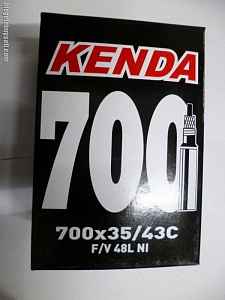 KENDA
700
700x35/43C
F/V 48L NI